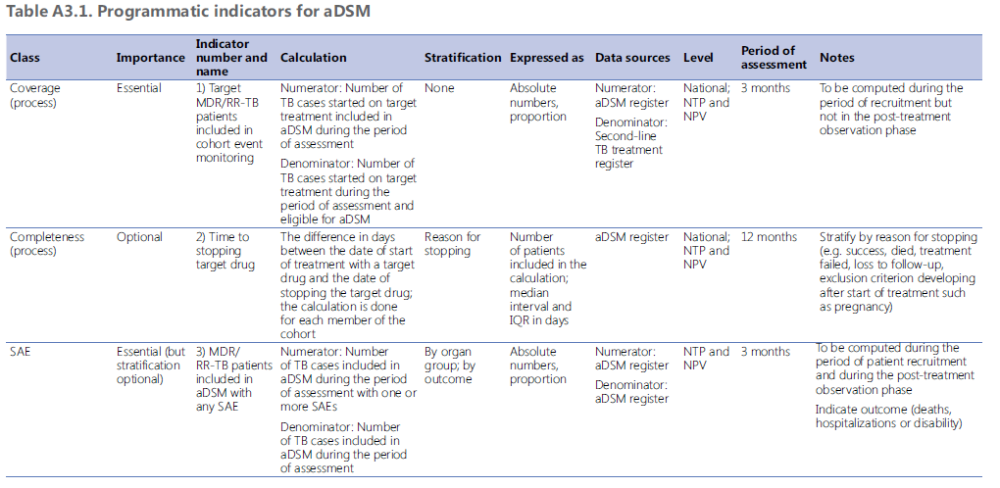 Table A3.1. Programmatic indicators for aDSM
Class
Importance
Indicator
number and
name
Calculation
Stratification
Expressed as
Data sources
Level
Period of
assessment
Notes
Coverage
(process)
Essential
1) Target
MDR/RR-TB
patients
included in
cohort event
monitoring
Numerator: Number of
TB cases started on target
treatment included in
aDSM during the period
of assessment
Denominator: Number of
TB cases started on target
treatment during the
period of assessment and
eligible for aDSM
None
Absolute
numbers,
proportion
Numerator:
aDSM register
Denominator:
Second-line
TB treatment
register
National;
NTP and
NPV
3 months
To be computed during the
period of recruitment but
not in the post-treatment
observation phase
Completeness
(process)
Optional
2) Time to
stopping
target drug
The difference in days
between the date of start
of treatment with a target
drug and the date of
stopping the target drug;
the calculation is done
for each member of the
cohort
Reason for
stopping
Number
of patients
included in the
calculation;
median
interval and
IQR in days
aDSM register
National;
NTP and
NPV
12 months
Stratify by reason for stopping
(e.g. success, died, treatment
failed, loss to follow-up,
exclusion criterion developing
after start of treatment such
as pregnancy)
SAE
Essential (but
stratification
optional)
3) MDR/
RR-TB patients
included in
aDSM with
any SAE
Numerator: Number
of TB cases included in
aDSM during the period
of assessment with one or
more SAEs
Denominator: Number
of TB cases included in
aDSM during the period
of assessment
By organ
group; by
outcome
Absolute
numbers,
proportion
Numerator:
aDSM register
Denominator:
aDSM register
NTP and
NPV
3 months
To be computed during the
period of patient recruitment
and during the post-treatment
observation phase
Indicate outcome (deaths,
hospitalizations or disability)